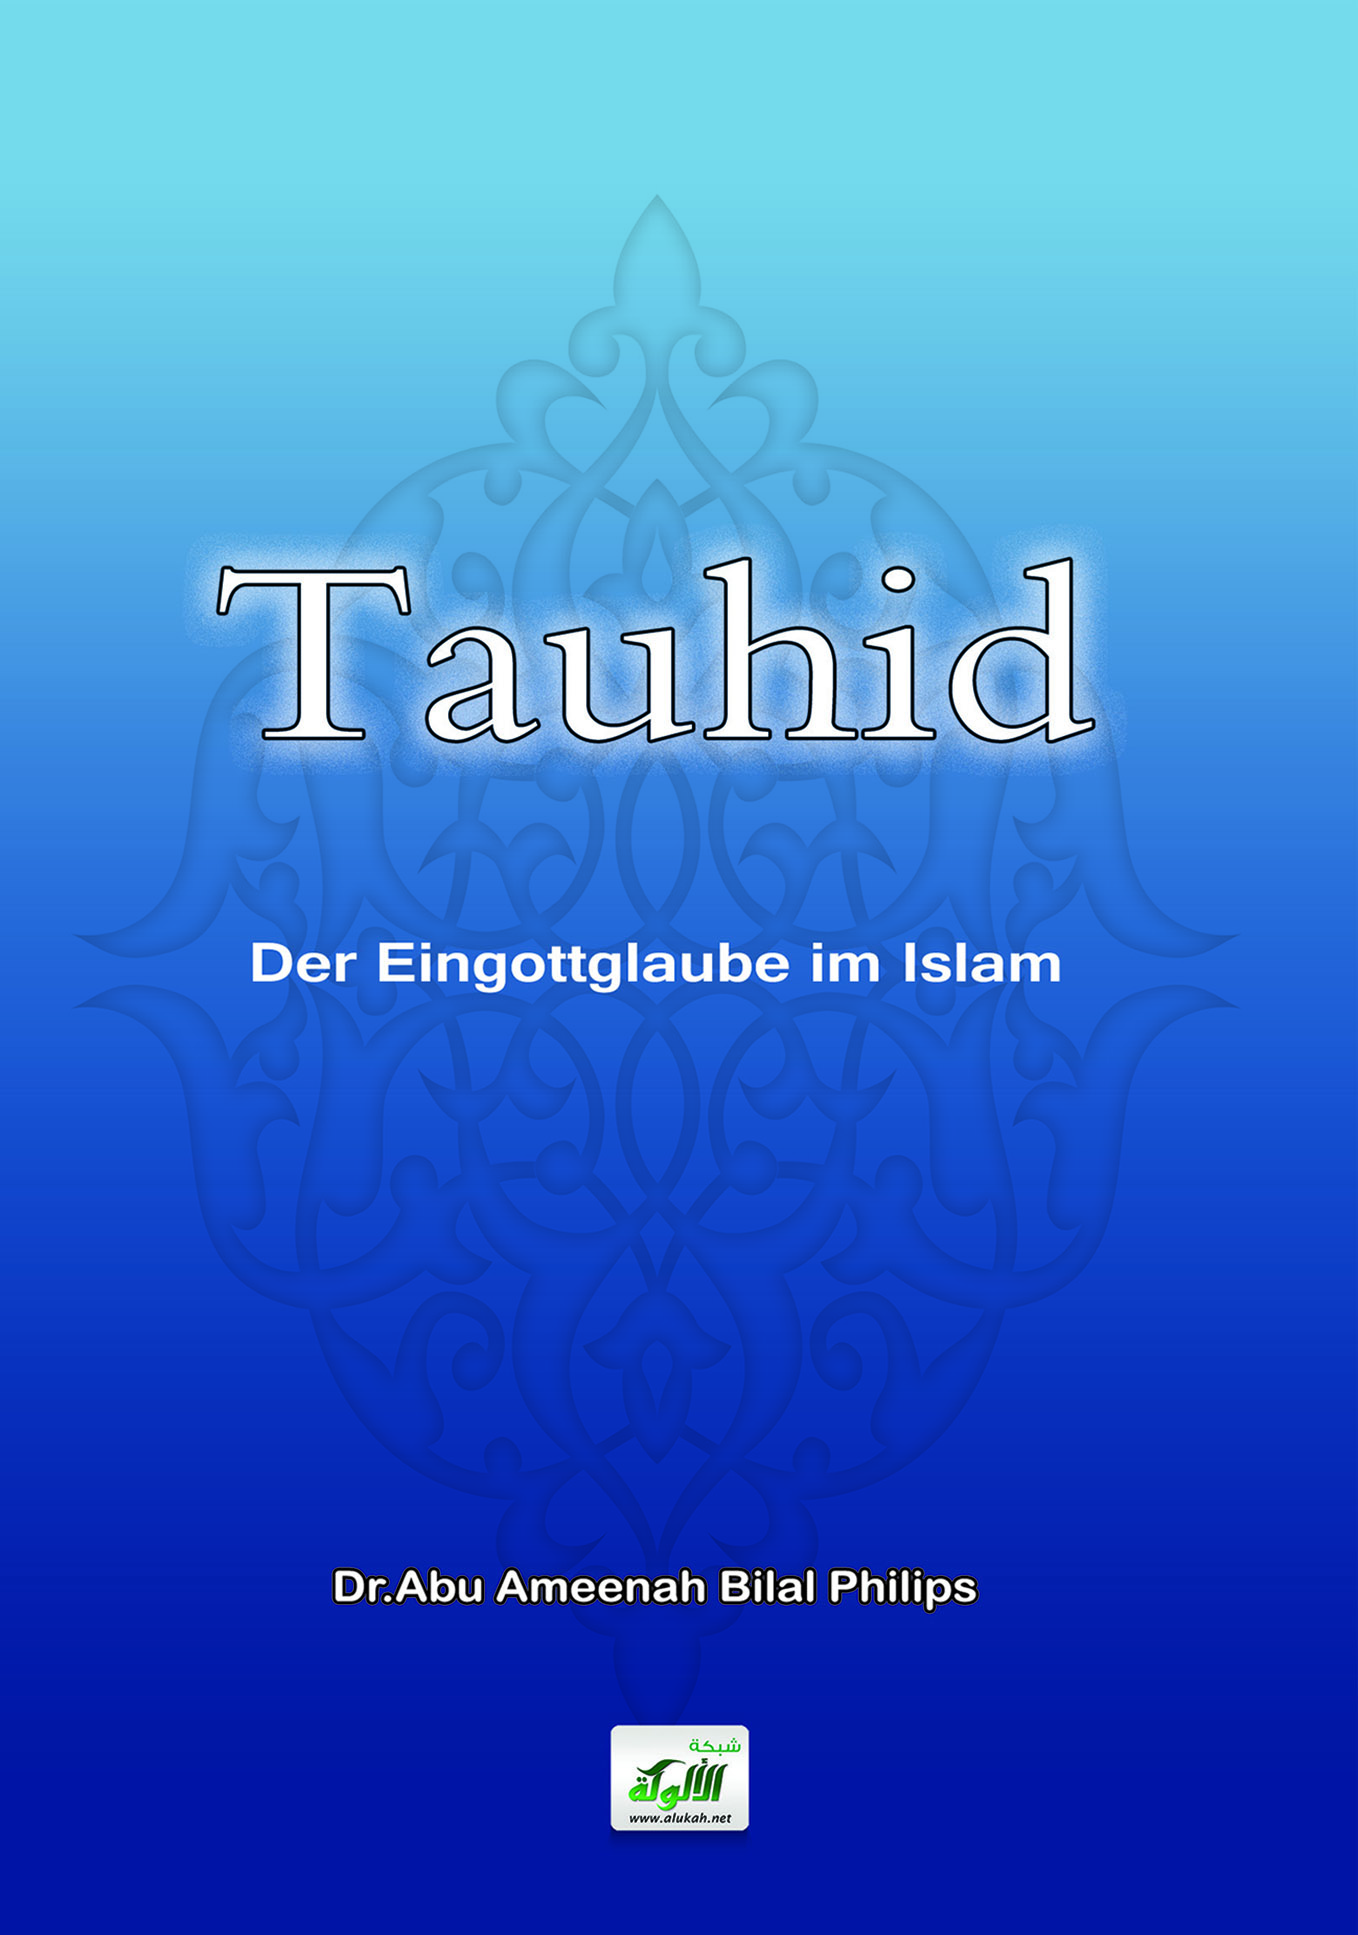 Tauhid
Der Eingottglaube im Islam
Dr.Abu Ameenah Bilal Philips
شبكة
الألوكة
www.alukah.net